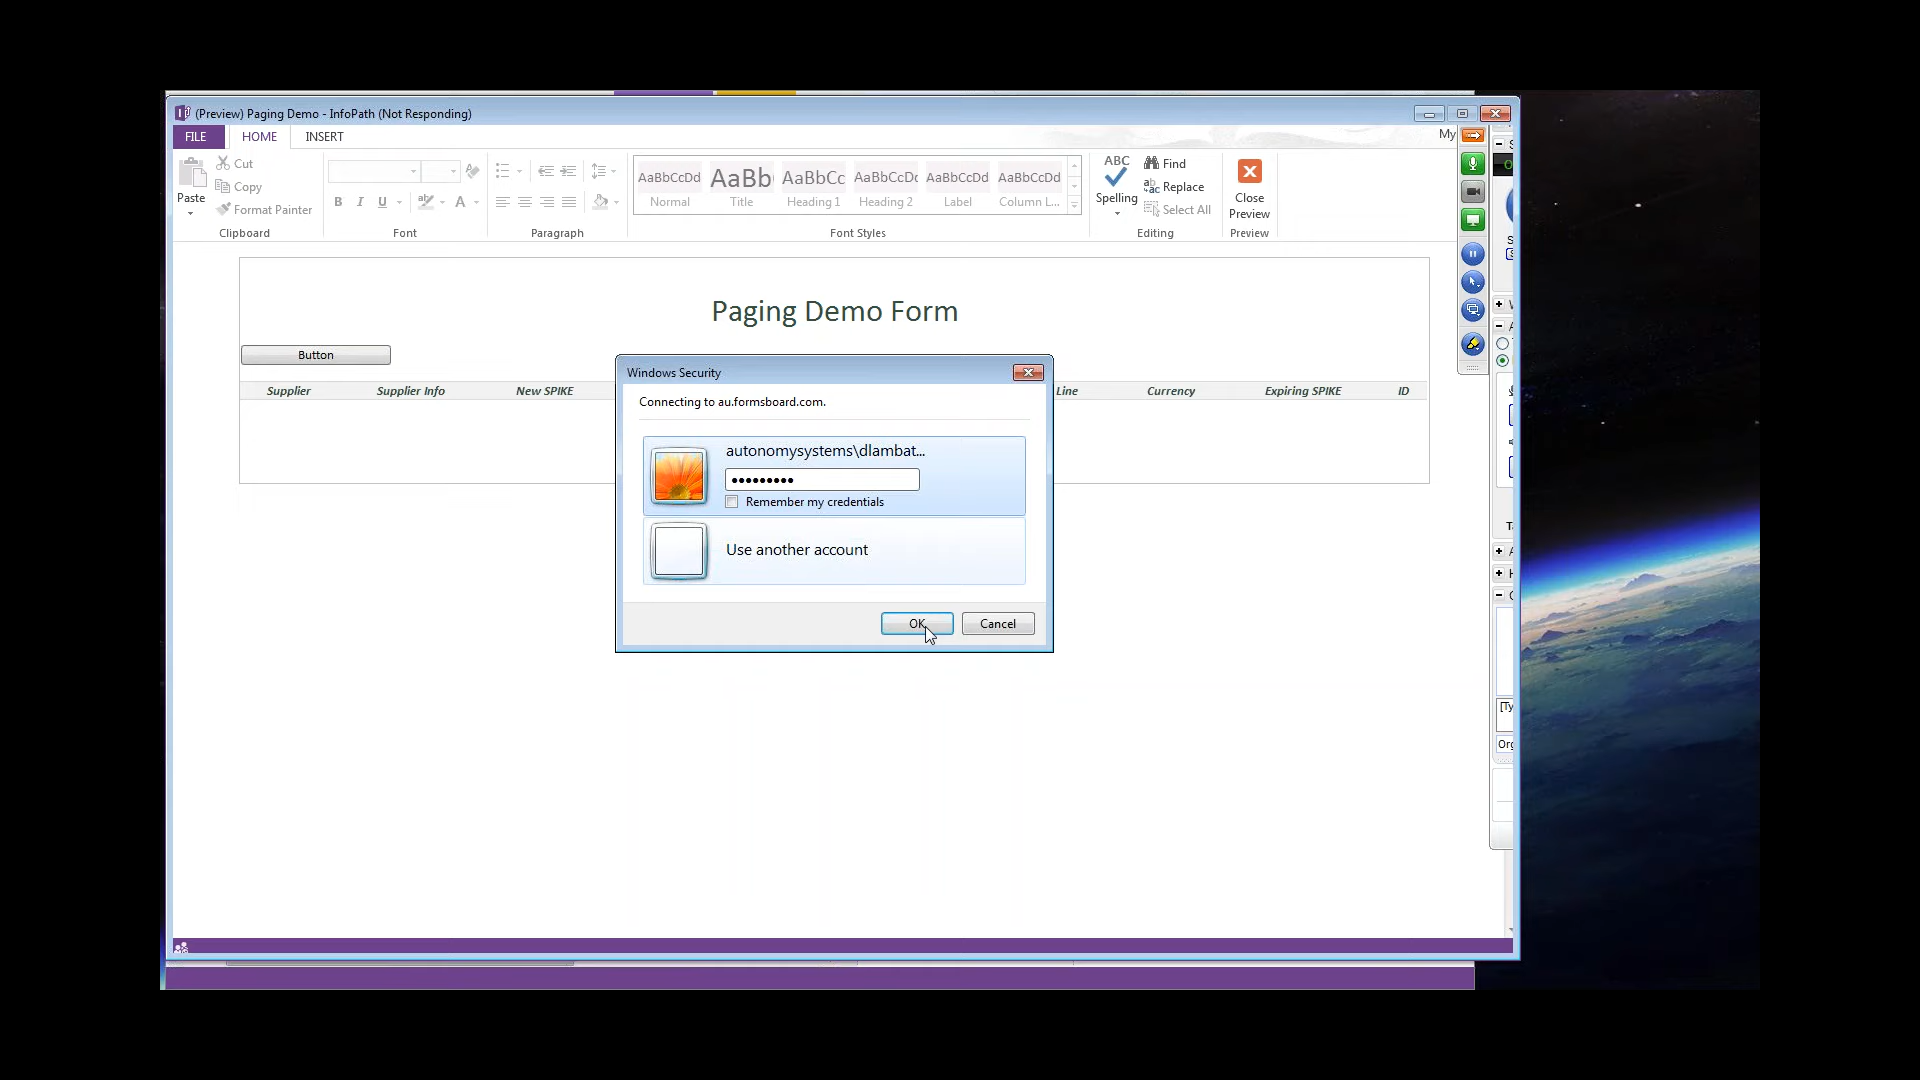 (Preview) Paging Demo - InfoPath (Not Responding)
FILE HOME INSERT My
Cut
Copy
Format Painter
Paste
Clipboard
B I U aby A
Font
Paragraph
AaBbCcDd AaBb AaBbCc AaBbCcDc AaBbCcDd AaBbCcDd
Normal Title Heading 1 Heading 2 Label Column L...
Font Styles
ABC
Spelling
Find
Replace
Select All
Editing
Close
Preview
Preview
Paging Demo Form
Button
Supplier Supplier Info New SPIKE Line Currency Expiring SPIKE ID
Windows Security
Connecting to au.formsboard.com.
autonomysystems\dlambat...
•••••••••
Remember my credentials
Use another account
OK Cancel
[Ty
Org